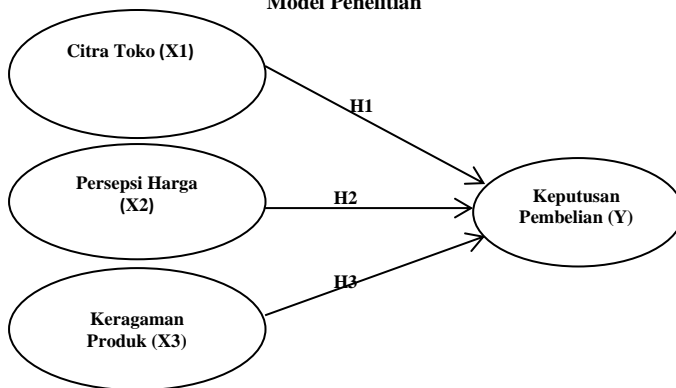 Model Penelitian
Citra Toko (X1)
H1
Persepsi Harga
(X2)
H2
Keputusan
Pembelian (Y)
H3
Keragaman
Produk (X3)